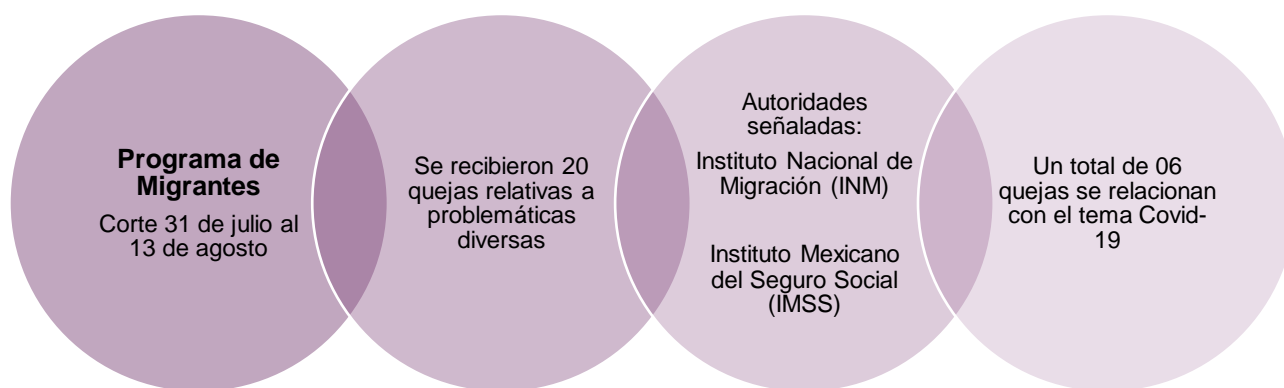 Programa de
Migrantes
Corte 31 de julio al
13 de agosto
Se recibieron 20
quejas relativas a
problemáticas
diversas
Autoridades
señaladas:
Instituto Nacional de
Migración (INM)
Instituto Mexicano
del Seguro Social
(IMSS)
Un total de 06
quejas se relacionan
con el tema Covid-
19